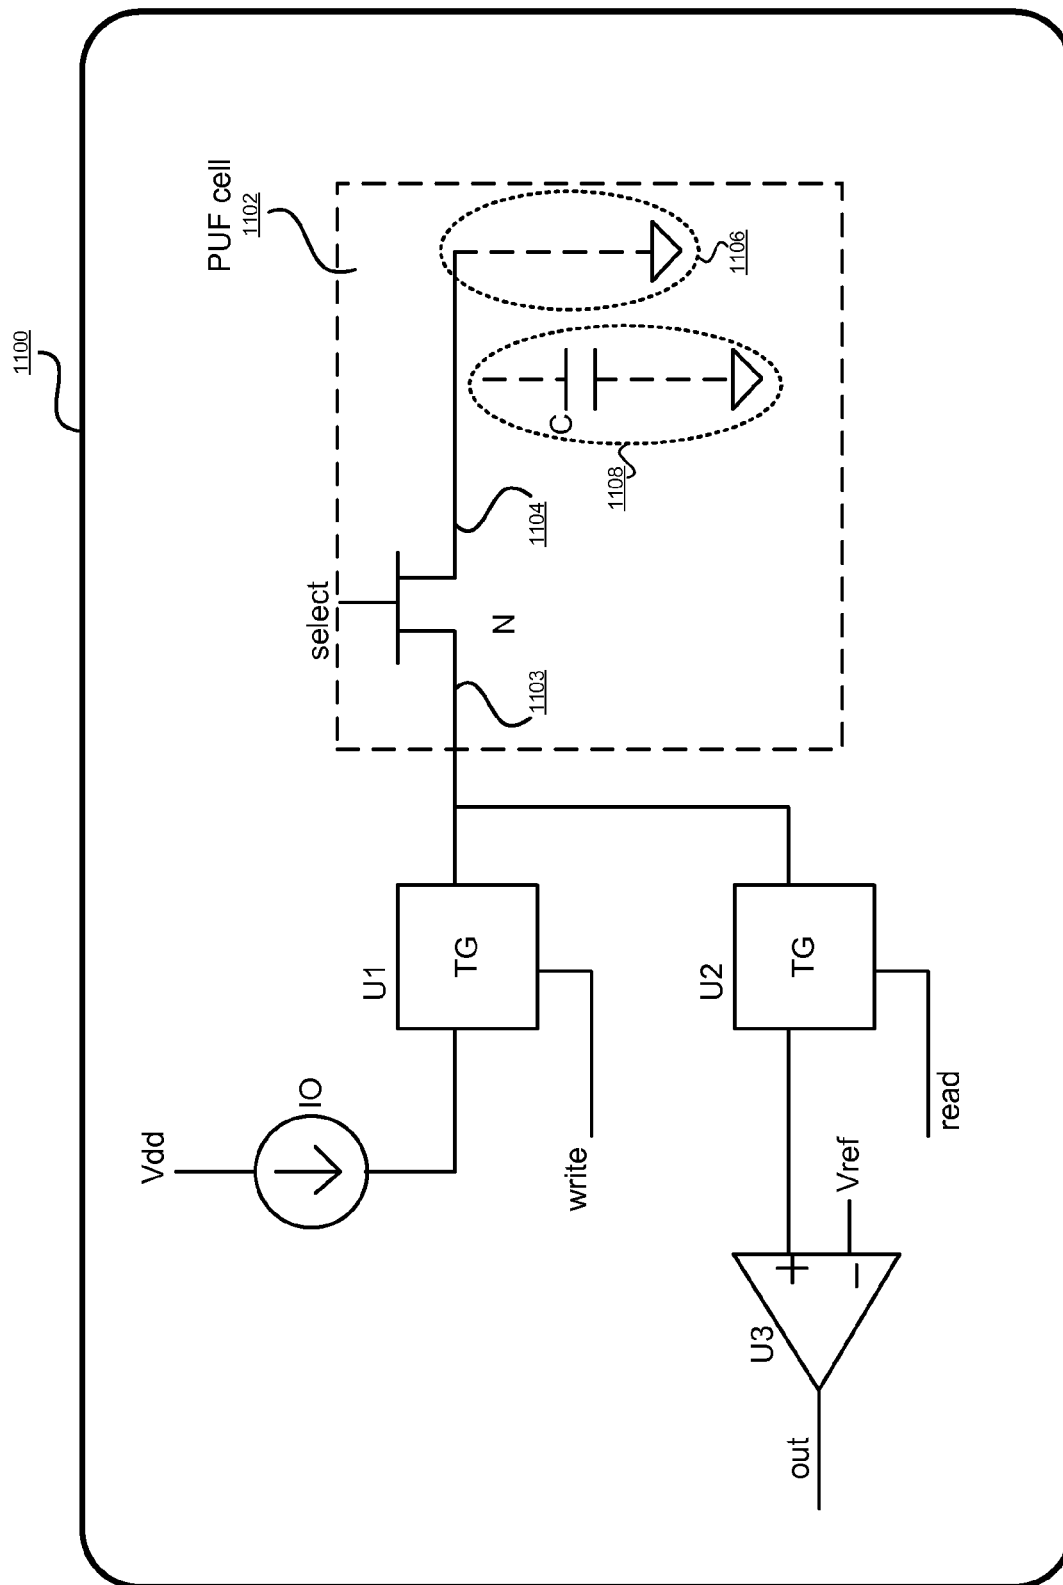 1100
PUF cell
1102
select
1104
1103
N
C
1108
1106
Vdd
IO
U1
TG
write
U2
TG
read
Vref
+
−
U3
out